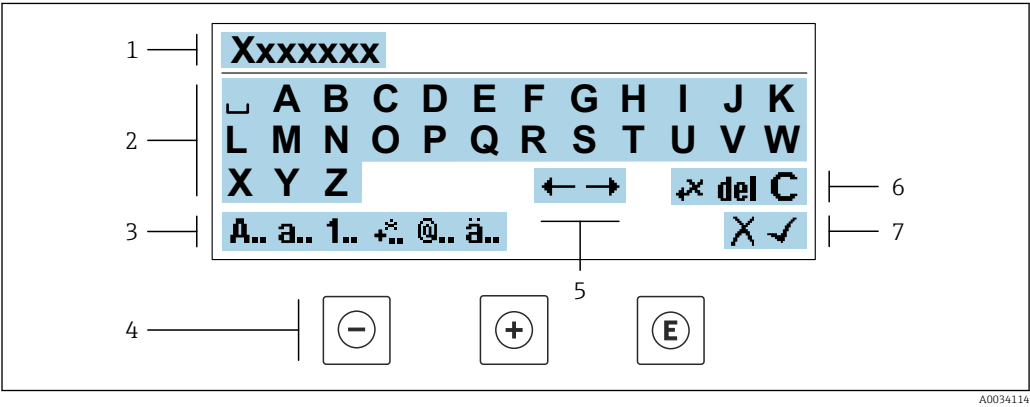 1 Xxxxxxx
2 ␣ A B C D E F G H I J K
L M N O P Q R S T U V W
X Y Z ← → +× del C 6
3 A.. a.. 1.. +*.. @.. ä.. X ✓ 7
5
4 − + E
A0034114